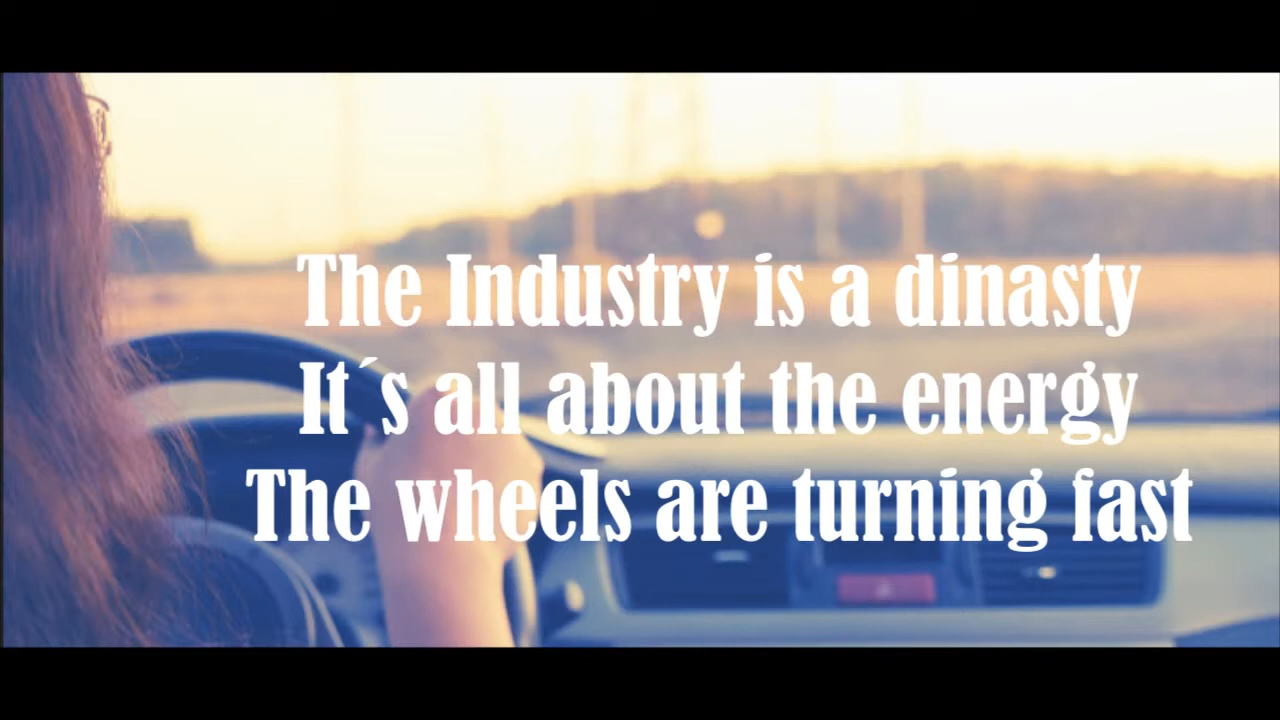 The Industry is a dinasty
It´s all about the energy
The wheels are turning fast